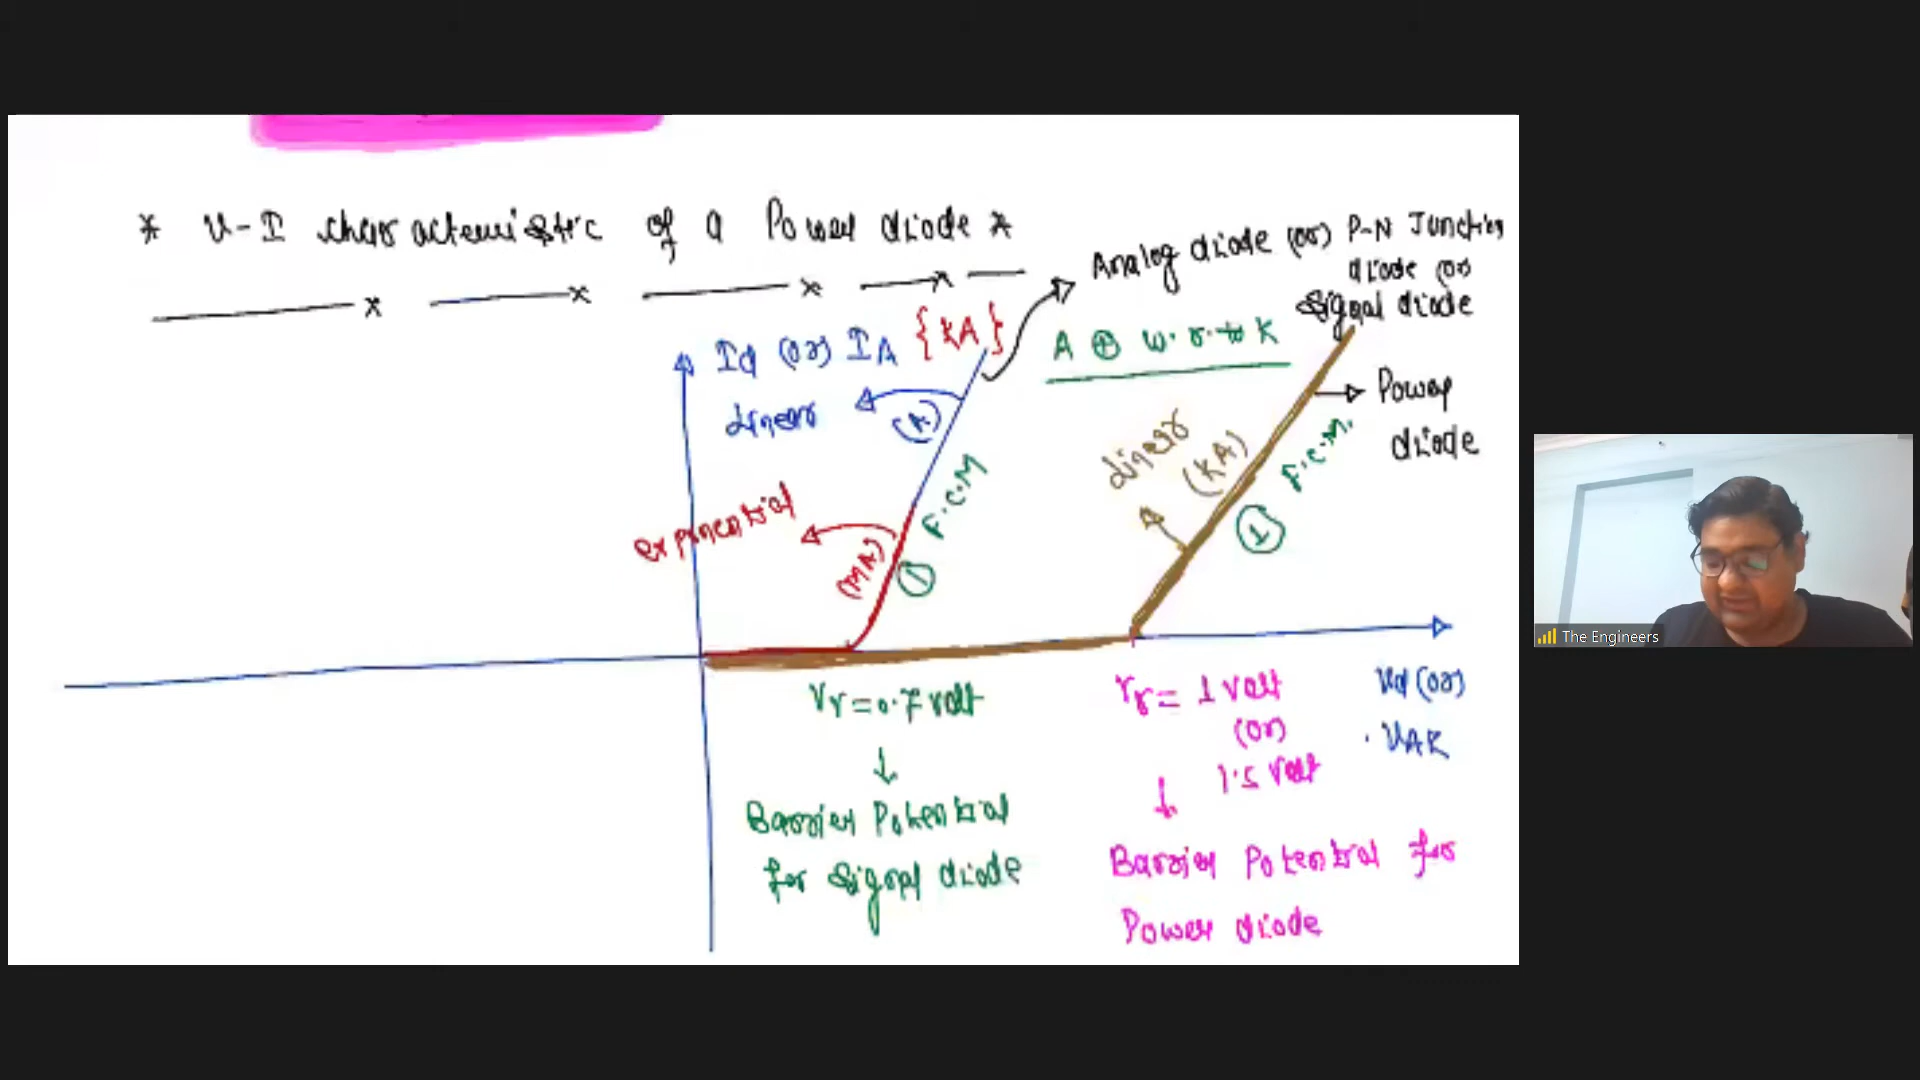 * V-I characteristic of a Power diode *
Analog diode (or) P-N Junction
diode (or
Signal diode
Id (or) IA {KA}
A ⊕ w.r.to K
Power
diode
linear
(A)
linear
(KA)
F.C.M
F.C.M.
exponential
(MA)
1
1
Vr = 0.7 volt
Vr = 1 volt
(or)
1.5 volt
Vd (or)
VAK
↓
Barrier Potential
for signal diode
↓
Barrier Potential for
Power diode
The Engineers